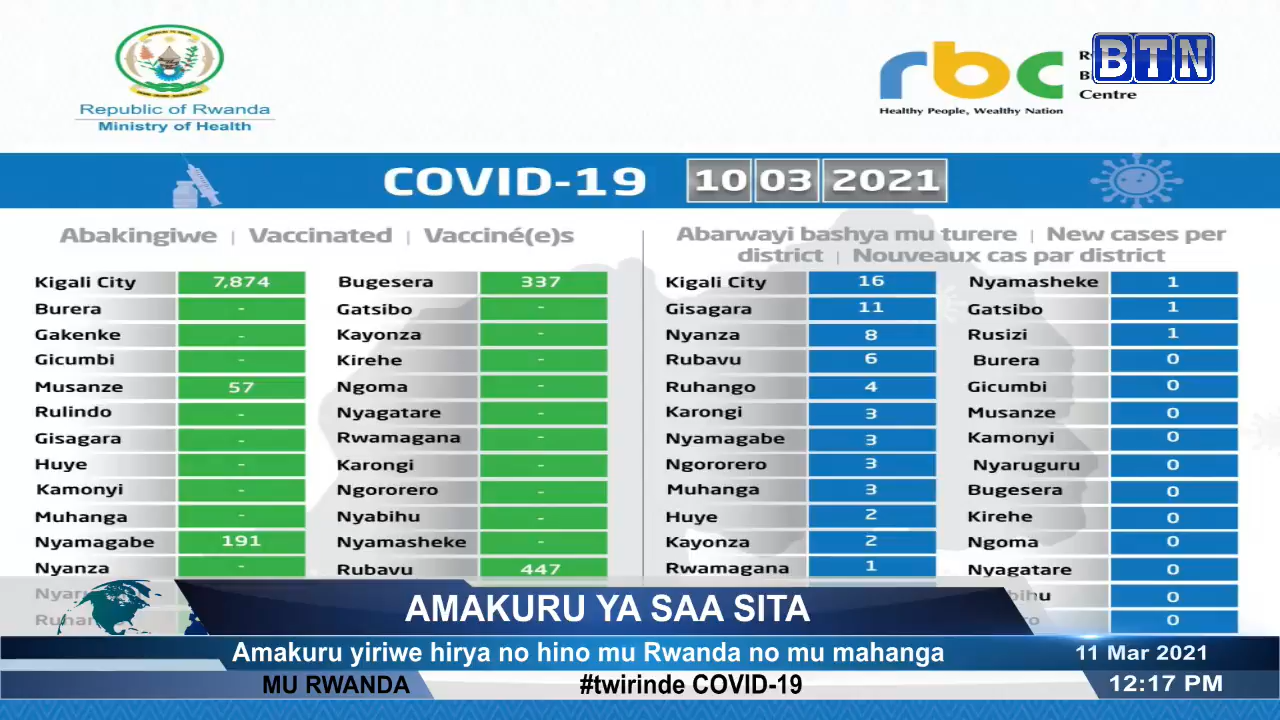 Republic of Rwanda
Ministry of Health
rbc
Healthy People, Wealthy Nation
Centre
BTN
COVID-19 10 03 2021
Abakingiwe | Vaccinated | Vacciné(e)s
Kigali City 7,874
Burera -
Gakenke -
Gicumbi -
Musanze 57
Rulindo -
Gisagara -
Huye -
Kamonyi -
Muhanga -
Nyamagabe 191
Nyanza -
Bugesera 337
Gatsibo -
Kayonza -
Kirehe -
Ngoma -
Nyagatare -
Rwamagana -
Karongi -
Ngororero -
Nyabihu -
Nyamasheke -
Rubavu 447
Abarwayi bashya mu turere | New cases per
district | Nouveaux cas par district
Kigali City 16
Gisagara 11
Nyanza 8
Rubavu 6
Ruhango 4
Karongi 3
Nyamagabe 3
Ngororero 3
Muhanga 3
Huye 2
Kayonza 2
Rwamagana 1
Nyamasheke 1
Gatsibo 1
Rusizi 1
Burera 0
Gicumbi 0
Musanze 0
Kamonyi 0
Nyaruguru 0
Bugesera 0
Kirehe 0
Ngoma 0
Nyagatare 0
0
0
AMAKURU YA SAA SITA
Amakuru yiriwe hirya no hino mu Rwanda no mu mahanga
11 Mar 2021
MU RWANDA
#twirinde COVID-19
12:17 PM